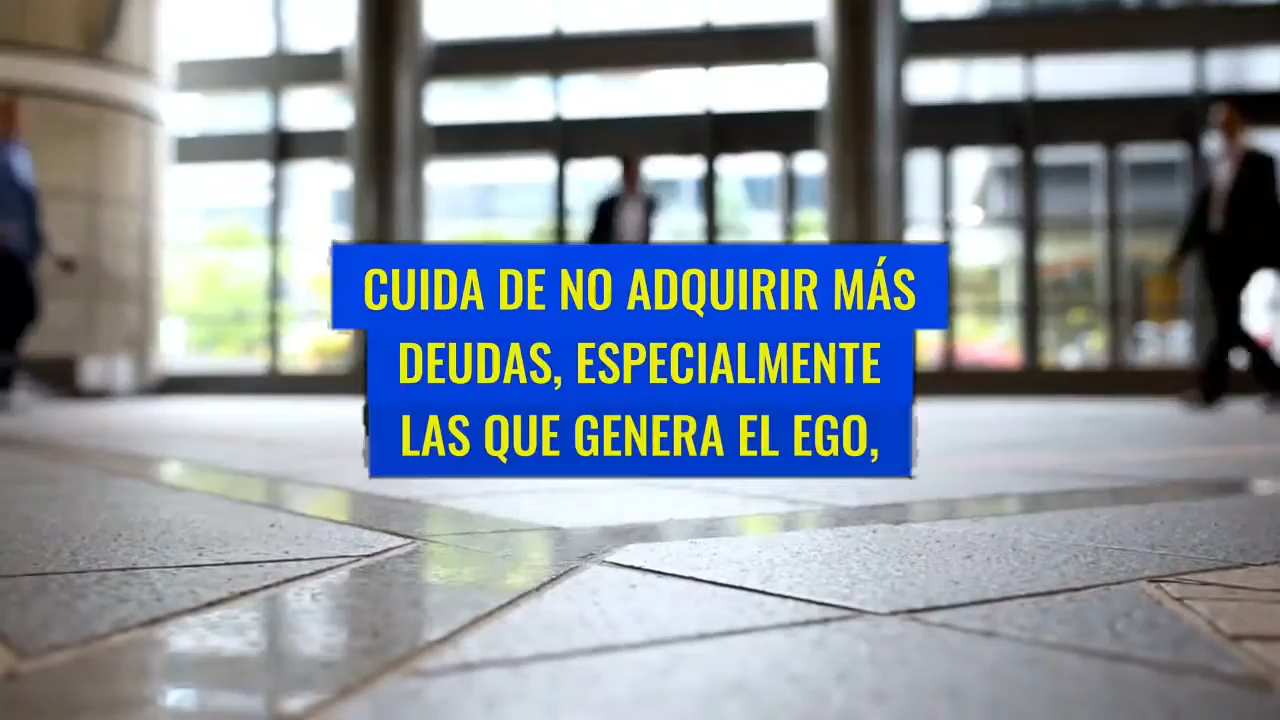 CUIDA DE NO ADQUIRIR MÁS
DEUDAS, ESPECIALMENTE
LAS QUE GENERA EL EGO,